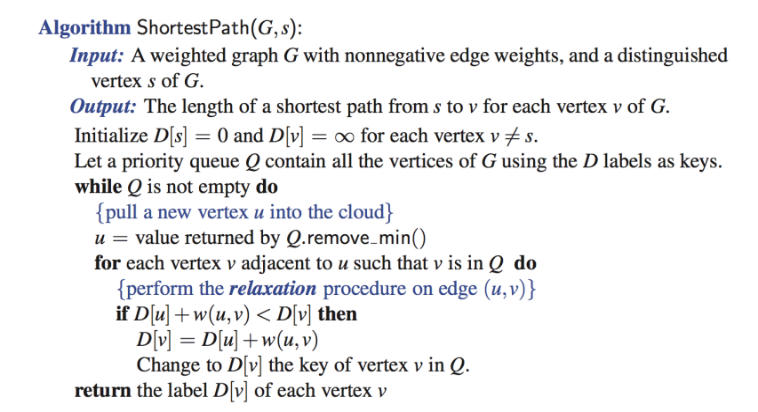 Algorithm ShortestPath(G,s):
Input: A weighted graph G with nonnegative edge weights, and a distinguished
vertex s of G.
Output: The length of a shortest path from s to v for each vertex v of G.
Initialize D[s] = 0 and D[v] = ∞ for each vertex v ≠ s.
Let a priority queue Q contain all the vertices of G using the D labels as keys.
while Q is not empty do
{pull a new vertex u into the cloud}
u = value returned by Q.remove_min()
for each vertex v adjacent to u such that v is in Q do
{perform the relaxation procedure on edge (u,v)}
if D[u]+w(u,v) < D[v] then
D[v] = D[u]+w(u,v)
Change to D[v] the key of vertex v in Q.
return the label D[v] of each vertex v